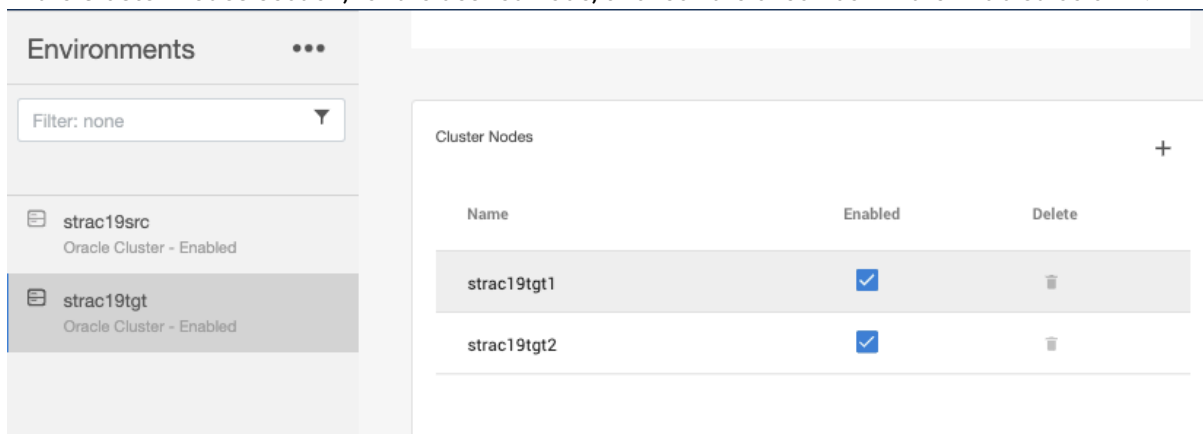 Environments
Filter: none
strac19src
Oracle Cluster - Enabled
strac19tgt
Oracle Cluster - Enabled
Cluster Nodes
Name Enabled Delete
strac19tgt1
strac19tgt2